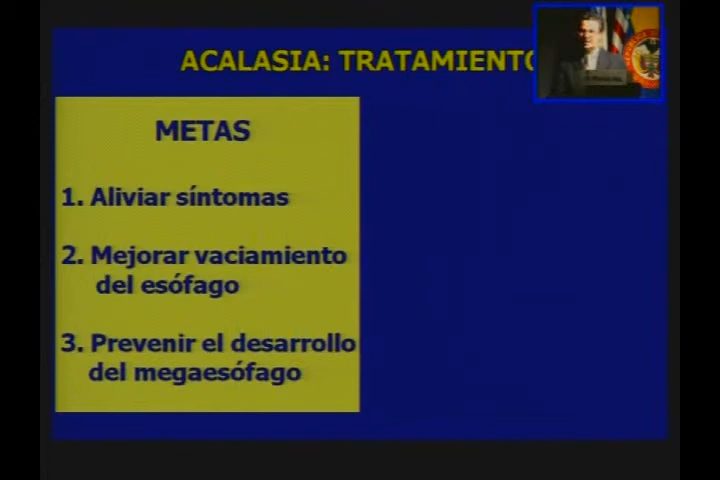 ACALASIA: TRATAMIENTO
METAS
1. Aliviar síntomas
2. Mejorar vaciamiento
del esófago
3. Prevenir el desarrollo
del megaesófago